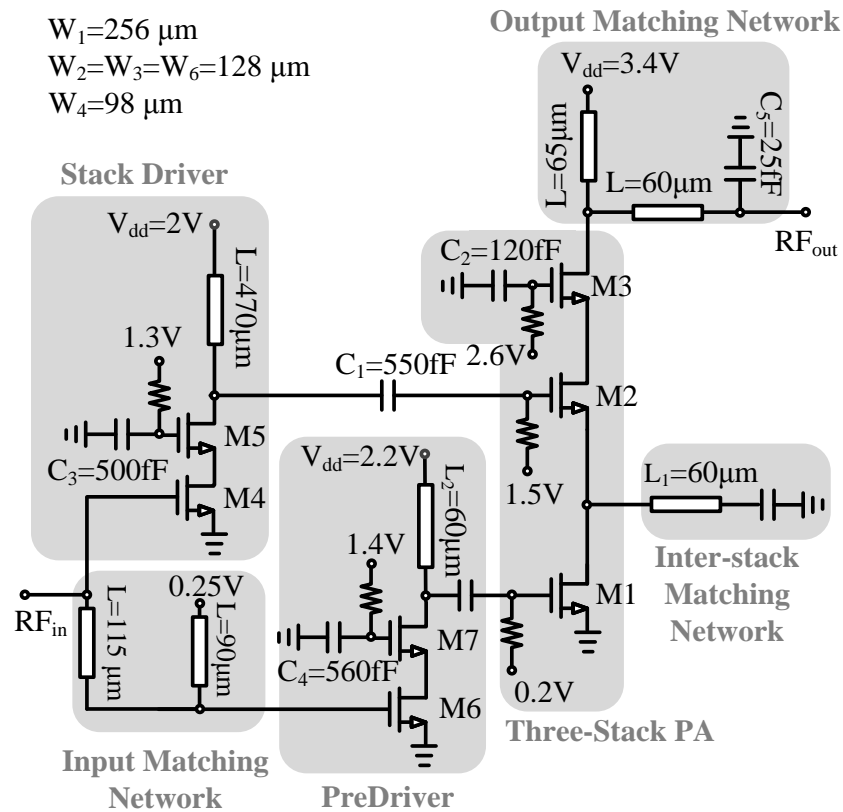 W₁=256 μm
W₂=W₃=W₆=128 μm
W₄=98 μm
Output Matching Network
Vdd=3.4V
L=65μm
L=60μm
C₅=25fF
RFout
Stack Driver
Vdd=2V
L=470μm
1.3V
C₃=500fF
M5
M4
C₁=550fF
C₂=120fF
M3
2.6V
M2
1.5V
L₁=60μm
Inter-stack
Matching
Network
Vdd=2.2V
L₂=60μm
1.4V
C₄=560fF
M7
M6
M1
0.2V
Three-Stack PA
RFin
L=115 μm
0.25V
L=90μm
Input Matching
Network
PreDriver